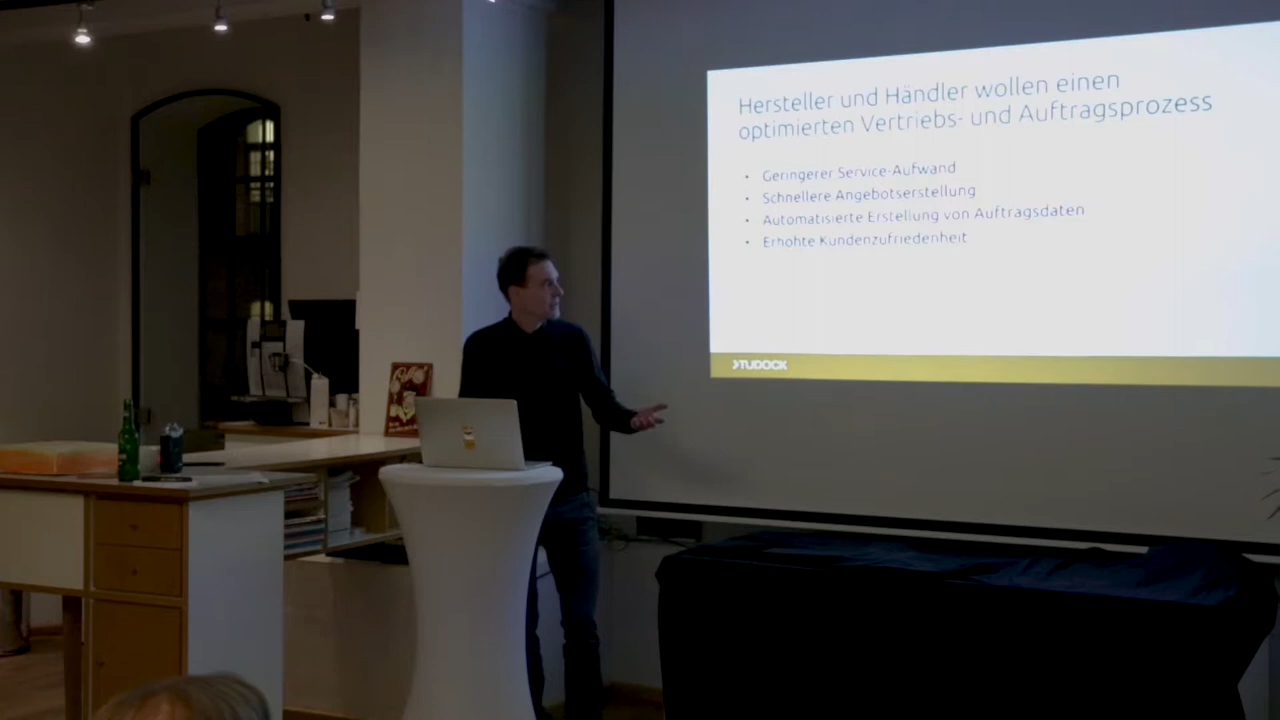 Hersteller und Händler wollen einen
optimierten Vertriebs- und Auftragsprozess
• Geringerer Service-Aufwand
• Schnellere Angebotserstellung
• Automatisierte Erstellung von Auftragsdaten
• Erhöhte Kundenzufriedenheit
TUDOCK